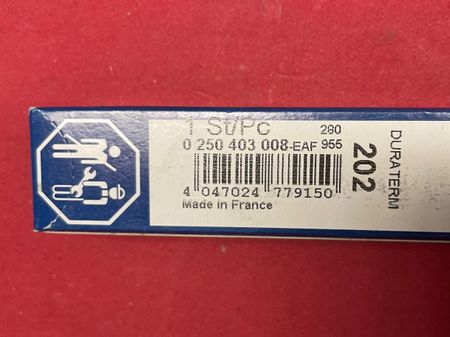 1 St/Pc
280
0 250 403 008-EAF 955
4 047024 779150
Made in France
DURATERM
202